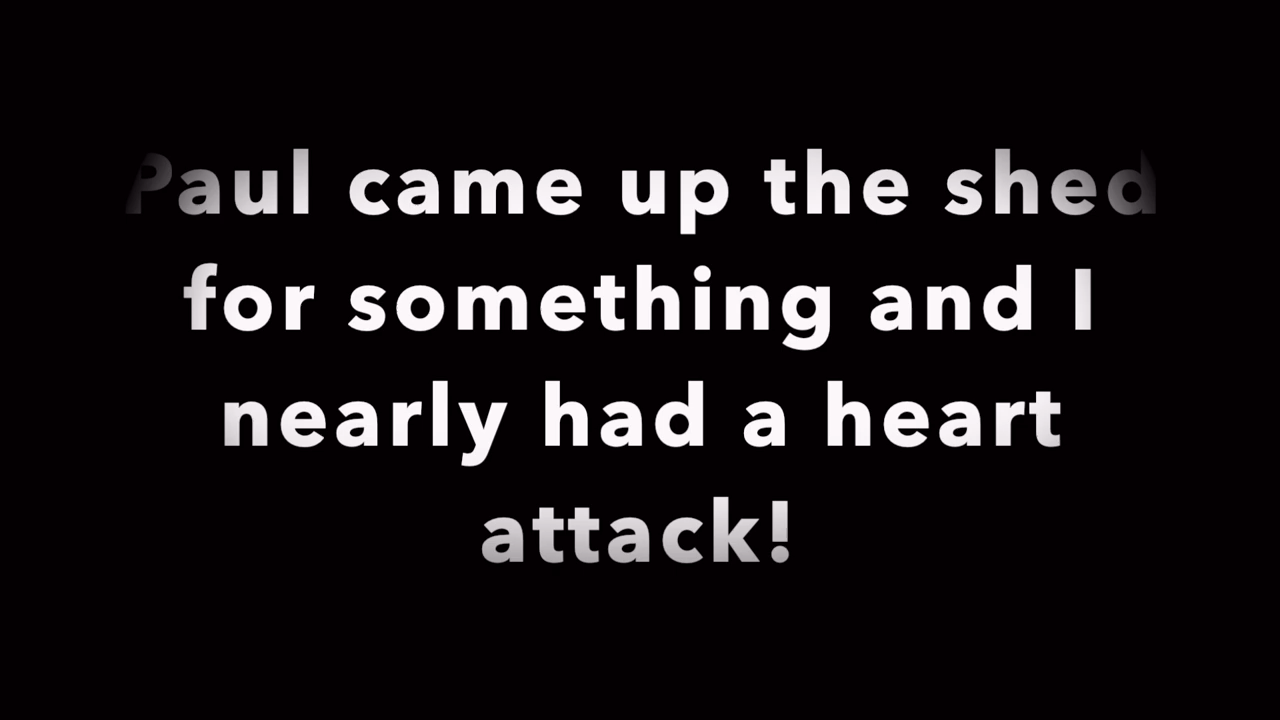 Paul came up the shed
for something and I
nearly had a heart
attack!